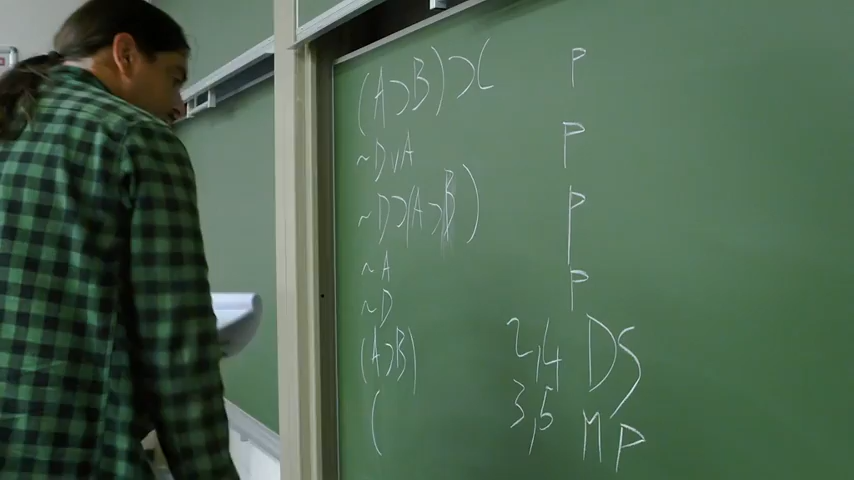 (A⊃B)⊃C P
~D∨A P
~D⊃(A⊃B) P
~A P
~D 2,4 DS
(A⊃B) 3,5 MP
(